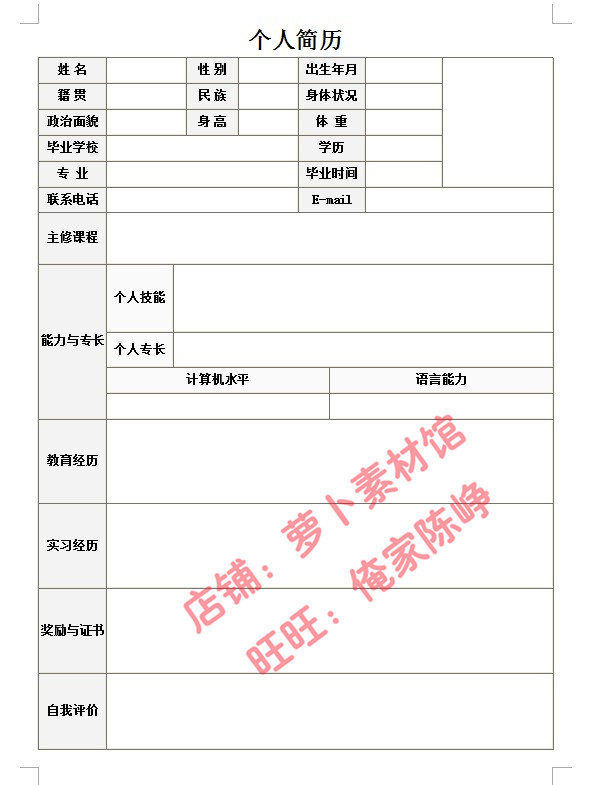 个人简历
姓 名 性 别 出生年月
籍 贯 民 族 身体状况
政治面貌 身 高 体 重
毕业学校 学历
专 业 毕业时间
联系电话 E-mail
主修课程
能力与专长
个人技能
个人专长
计算机水平 语言能力
教育经历
实习经历
奖励与证书
自我评价
店铺：萝卜素材馆
旺旺：俺家陈峥